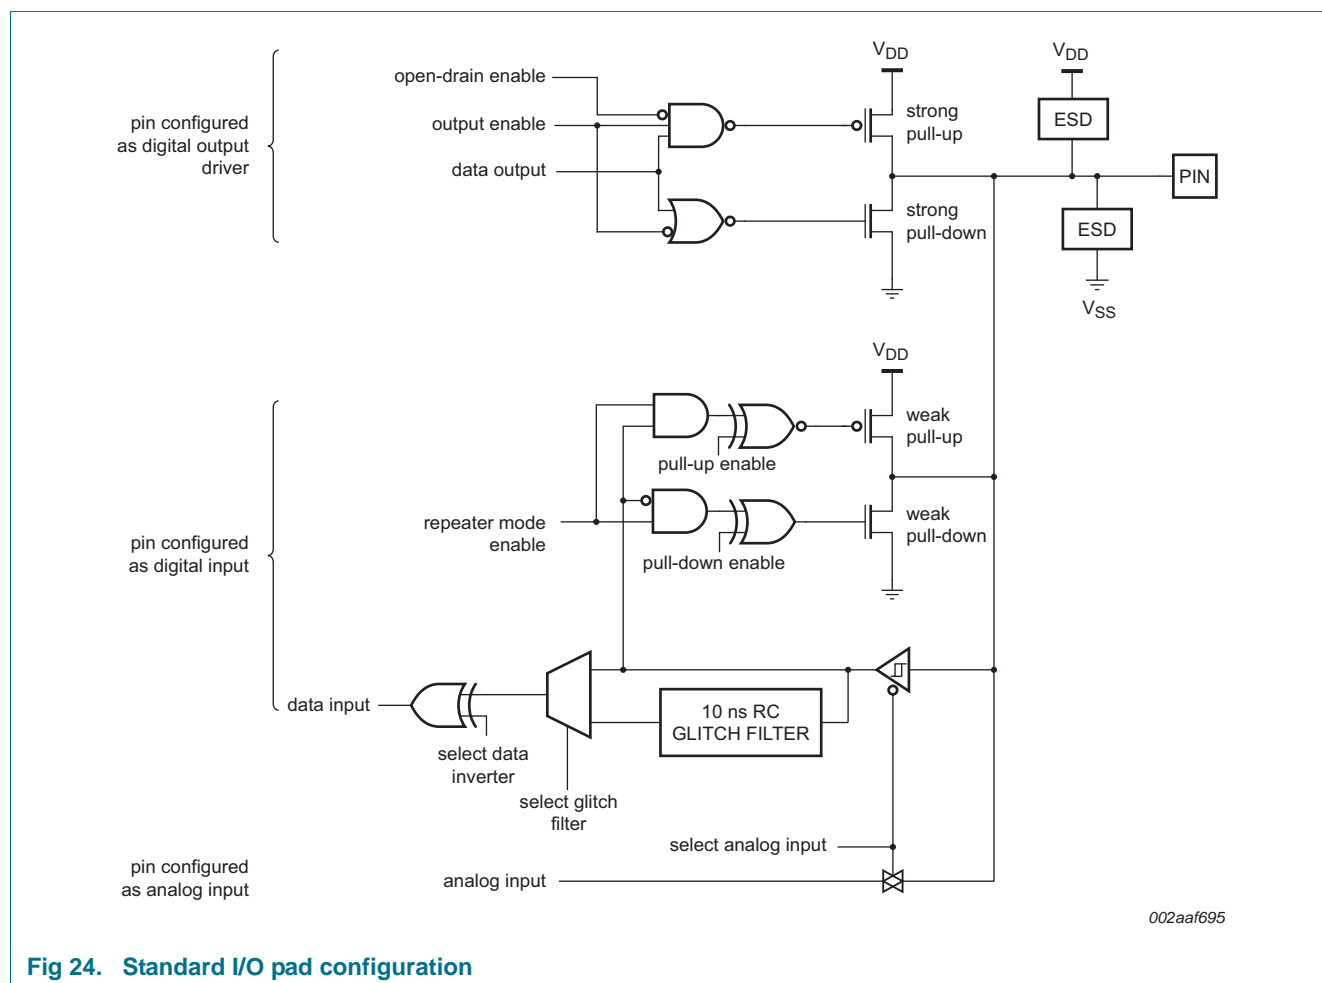 VDD
VDD
open-drain enable
strong
pull-up
ESD
pin configured
as digital output
driver
output enable
data output
PIN
strong
pull-down
ESD
VSS
VDD
weak
pull-up
pull-up enable
repeater mode
enable
weak
pull-down
pin configured
as digital input
pull-down enable
data input
10 ns RC
GLITCH FILTER
select data
inverter
select glitch
filter
select analog input
pin configured
as analog input
analog input
002aaf695
Fig 24. Standard I/O pad configuration